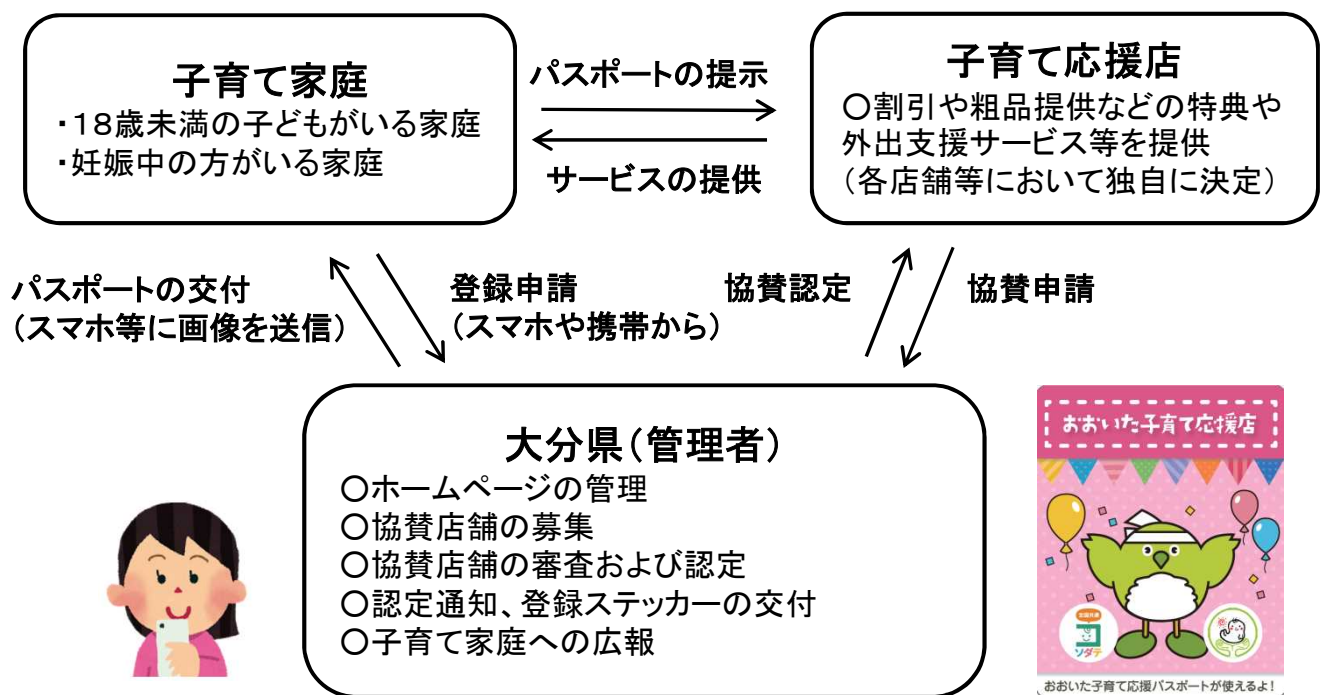 子育て家庭
・18歳未満の子どもがいる家庭
・妊娠中の方がいる家庭
パスポートの提示
サービスの提供
子育て応援店
○割引や粗品提供などの特典や
外出支援サービス等を提供
（各店舗等において独自に決定）
パスポートの交付
（スマホ等に画像を送信）
登録申請
（スマホや携帯から）
協賛認定
協賛申請
大分県（管理者）
○ホームページの管理
○協賛店舗の募集
○協賛店舗の審査および認定
○認定通知、登録ステッカーの交付
○子育て家庭への広報
おおいた子育て応援店
ソダテ
おおいた子育て応援パスポートが使えるよ！